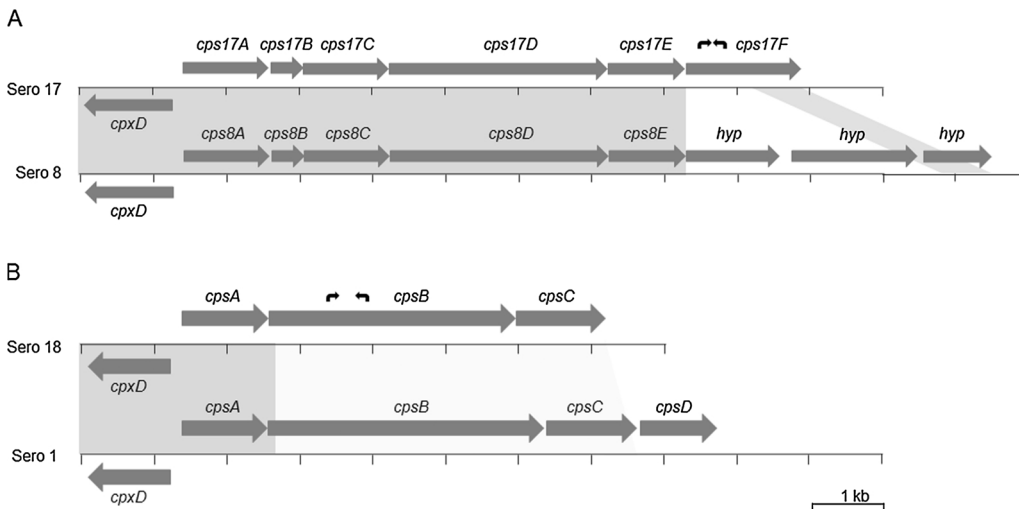 A
cps17A cps17B cps17C cps17D cps17E cps17F
Sero 17
cpxD
cps8A cps8B cps8C cps8D cps8E hyp hyp hyp
Sero 8
cpxD
B
cpsA cpsB cpsC
Sero 18
cpxD
cpsA cpsB cpsC cpsD
Sero 1
cpxD
1 kb